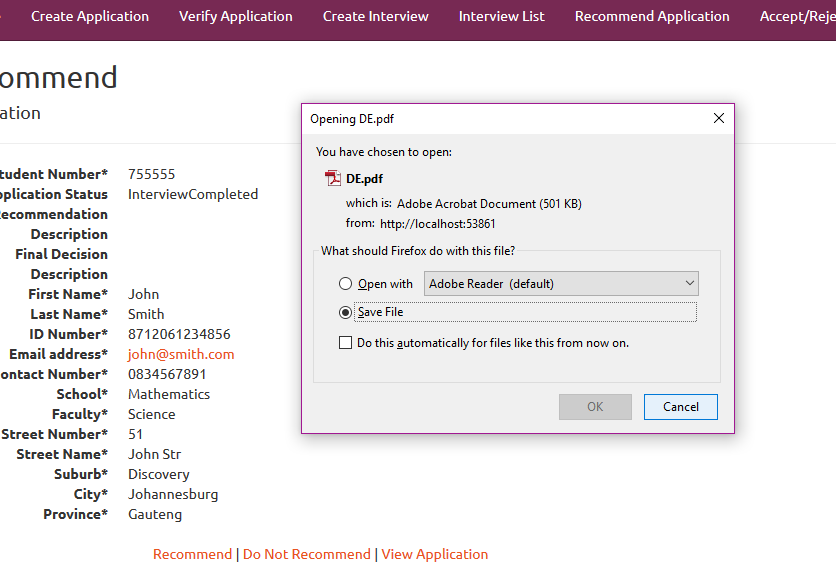 Create Application Verify Application Create Interview Interview List Recommend Application Accept/Reje
ommend
ation
tudent Number* 755555
pplication Status InterviewCompleted
ecommendation
Description
Final Decision
Description
First Name* John
Last Name* Smith
ID Number* 8712061234856
Email address* john@smith.com
ontact Number* 0834567891
School* Mathematics
Faculty* Science
Street Number* 51
Street Name* John Str
Suburb* Discovery
City* Johannesburg
Province* Gauteng
Recommend | Do Not Recommend | View Application
Opening DE.pdf
You have chosen to open:
DE.pdf
which is: Adobe Acrobat Document (501 KB)
from: http://localhost:53861
What should Firefox do with this file?
Open with Adobe Reader (default)
Save File
Do this automatically for files like this from now on.
OK Cancel